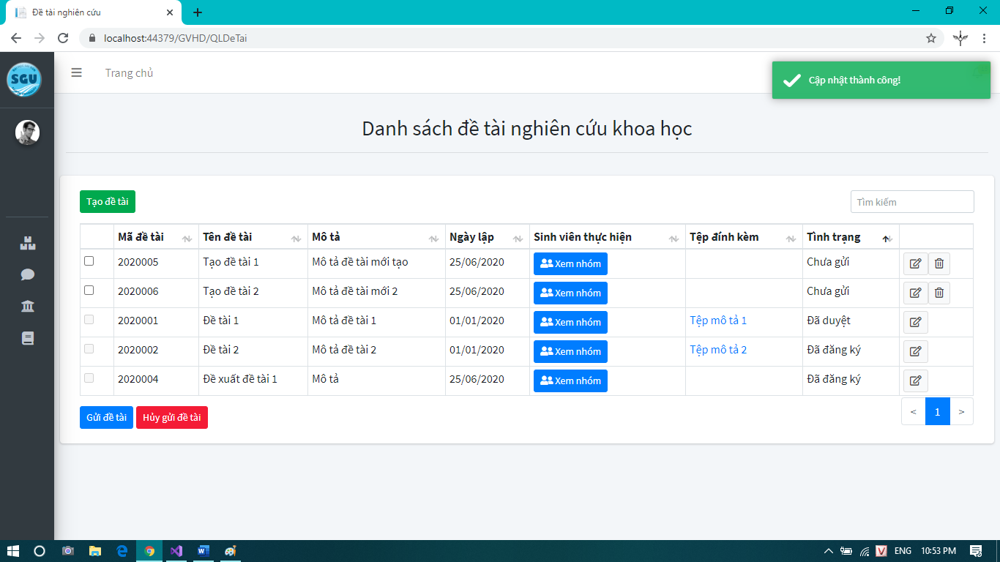 Đề tài nghiên cứu
localhost:44379/GVHD/QLDeTai
SGU
Trang chủ
Cập nhật thành công!
Danh sách đề tài nghiên cứu khoa học
Tạo đề tài
Tìm kiếm
Mã đề tài Tên đề tài Mô tả Ngày lập Sinh viên thực hiện Tệp đính kèm Tình trạng
2020005 Tạo đề tài 1 Mô tả đề tài mới tạo 25/06/2020 Xem nhóm Chưa gửi
2020006 Tạo đề tài 2 Mô tả đề tài mới 2 25/06/2020 Xem nhóm Chưa gửi
2020001 Đề tài 1 Mô tả đề tài 1 01/01/2020 Xem nhóm Tệp mô tả 1 Đã duyệt
2020002 Đề tài 2 Mô tả đề tài 2 01/01/2020 Xem nhóm Tệp mô tả 2 Đã đăng ký
2020004 Đề xuất đề tài 1 Mô tả 25/06/2020 Xem nhóm Đã đăng ký
Gửi đề tài Hủy gửi đề tài
< 1 >
ENG 10:53 PM